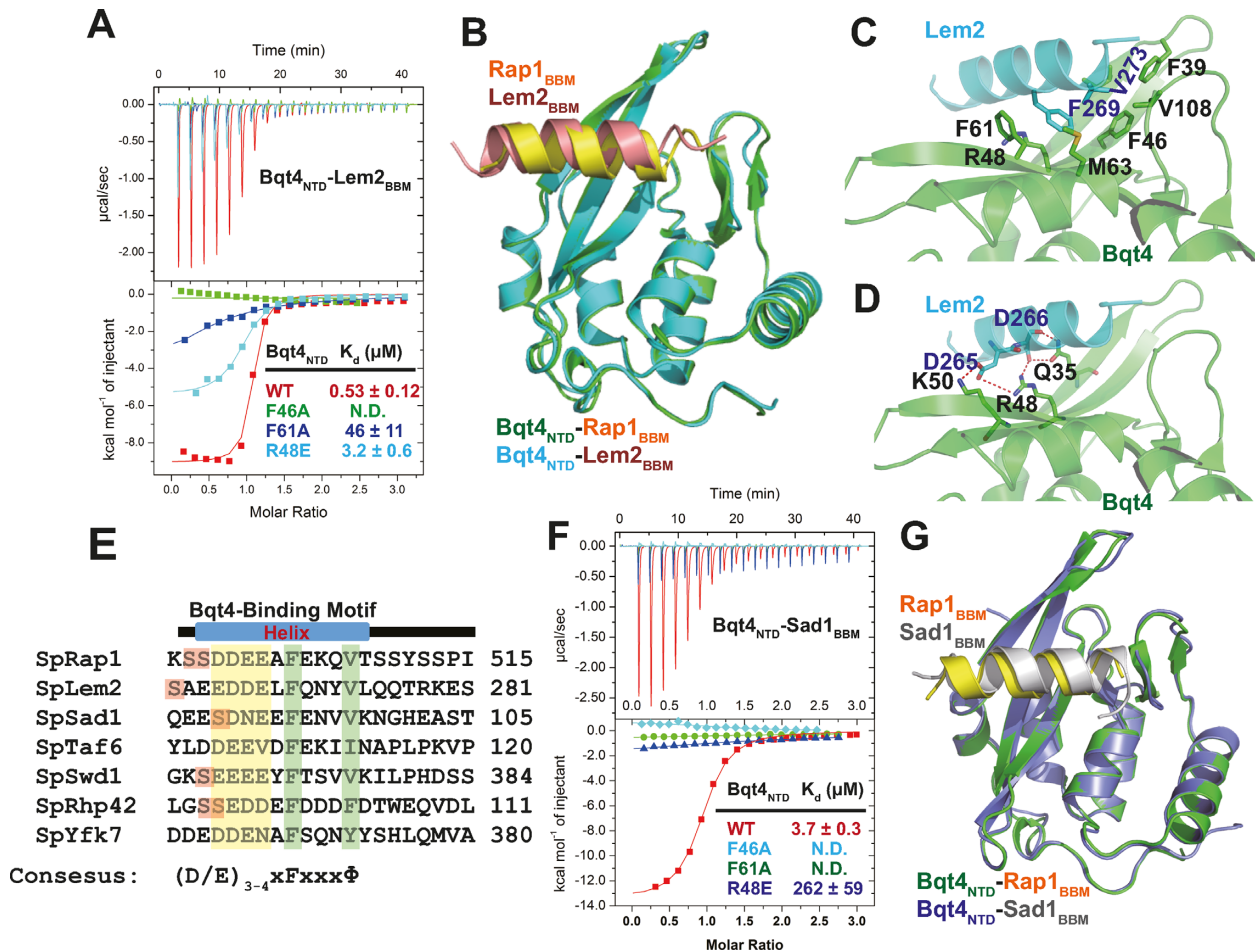 A
Time (min)
0 10 20 30 40
0.00
-0.50
-1.00
-1.50
-2.00
µcal/sec
Bqt4NTD-Lem2BBM
0.0
-2.0
-4.0
-6.0
-8.0
kcal mol-1 of injectant
Bqt4NTD Kd (µM)
WT 0.53 ± 0.12
F46A N.D.
F61A 46 ± 11
R48E 3.2 ± 0.6
0.0 0.5 1.0 1.5 2.0 2.5 3.0
Molar Ratio
B
Rap1BBM
Lem2BBM
Bqt4NTD-Rap1BBM
Bqt4NTD-Lem2BBM
C
Lem2
V273
F39
F269
V108
F61
F46
R48
M63
Bqt4
D
Lem2
D266
D265
Q35
K50
R48
Bqt4
E
Bqt4-Binding Motif
Helix
SpRap1 KSSDDEEAFEKQVTSSYSSPI 515
SpLem2 SAEEDDELFQNYVLQQTRKES 281
SpSad1 QEESDNEEFENVVKNGHEAST 105
SpTaf6 YLDDEEVDFEKIINAPLPKVP 120
SpSwd1 GKSEEEEYFTSVVKILPHDSS 384
SpRhp42 LGSSEDDEFDDDFDTWEQVDL 111
SpYfk7 DDEDDENAFSQNYYSHLQMVA 380
Consesus: (D/E)3-4xFxxxΦ
F
Time (min)
0 10 20 30 40
0.00
-0.50
-1.00
-1.50
-2.00
-2.50
µcal/sec
Bqt4NTD-Sad1BBM
0.0
-2.0
-4.0
-6.0
-8.0
-10.0
-12.0
-14.0
kcal mol-1 of injectant
Bqt4NTD Kd (µM)
WT 3.7 ± 0.3
F46A N.D.
F61A N.D.
R48E 262 ± 59
0.0 0.5 1.0 1.5 2.0 2.5 3.0
Molar Ratio
G
Rap1BBM
Sad1BBM
Bqt4NTD-Rap1BBM
Bqt4NTD-Sad1BBM